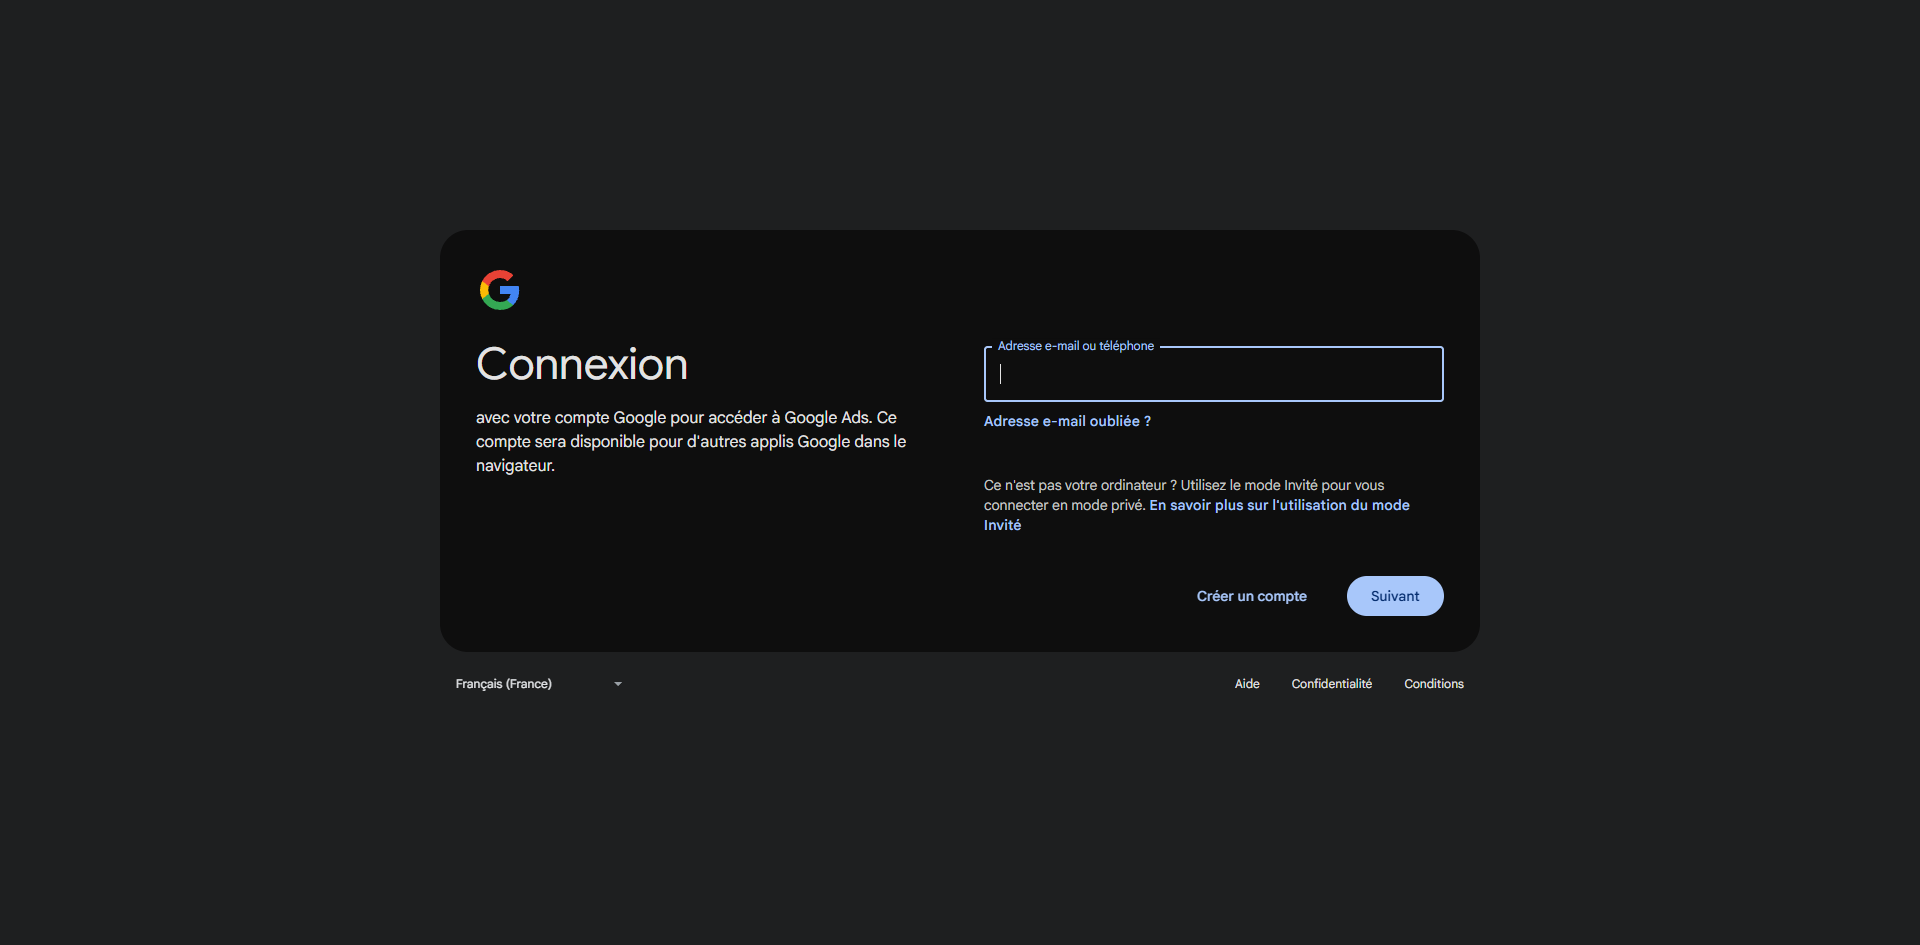 Connexion
avec votre compte Google pour accéder à Google Ads. Ce
compte sera disponible pour d'autres applis Google dans le
navigateur.
Adresse e-mail ou téléphone
Adresse e-mail oubliée ?
Ce n'est pas votre ordinateur ? Utilisez le mode Invité pour vous
connecter en mode privé. En savoir plus sur l'utilisation du mode
Invité
Créer un compte
Suivant
Français (France)
Aide
Confidentialité
Conditions